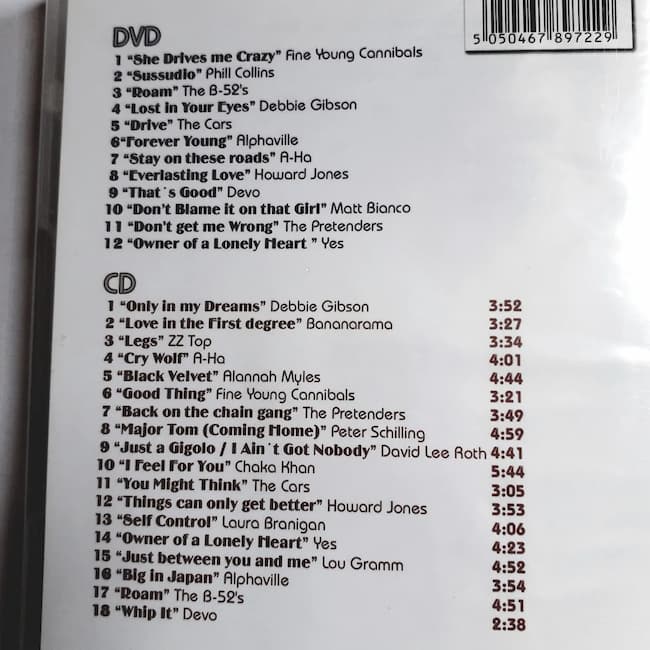 5 050467 897229
DVD
1 "She Drives me Crazy" Fine Young Cannibals
2 "Sussudio" Phill Collins
3 "Roam" The B-52's
4 "Lost in Your Eyes" Debbie Gibson
5 "Drive" The Cars
6"Forever Young" Alphaville
7 "Stay on these roads" A-Ha
8 "Everlasting Love" Howard Jones
9 "That´s Good" Devo
10 "Don't Blame it on that Girl" Matt Bianco
11 "Don't get me Wrong" The Pretenders
12 "Owner of a Lonely Heart " Yes
CD
1 "Only in my Dreams" Debbie Gibson 3:52
2 "Love in the First degree" Bananarama 3:27
3 "Legs" ZZ Top 3:34
4 "Cry Wolf" A-Ha 4:01
5 "Black Velvet" Alannah Myles 4:44
6 "Good Thing" Fine Young Cannibals 3:21
7 "Back on the chain gang" The Pretenders 3:49
8 "Major Tom (Coming Home)" Peter Schilling 4:59
9 "Just a Gigolo / I Ain´t Got Nobody" David Lee Roth 4:41
10 "I Feel For You" Chaka Khan 5:44
11 "You Might Think" The Cars 3:05
12 "Things can only get better" Howard Jones 3:53
13 "Self Control" Laura Branigan 4:06
14 "Owner of a Lonely Heart" Yes 4:23
15 "Just between you and me" Lou Gramm 4:52
16 "Big in Japan" Alphaville 3:54
17 "Roam" The B-52's 4:51
18 "Whip It" Devo 2:38